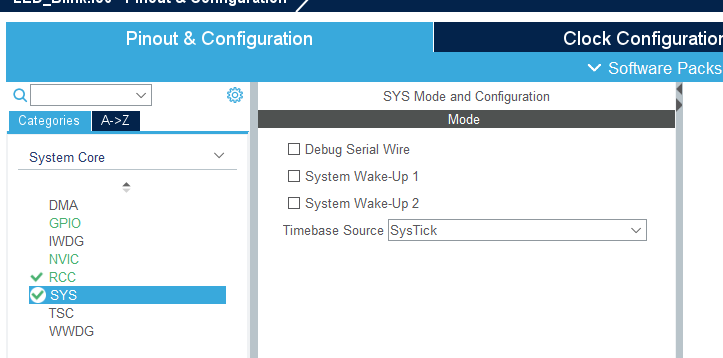 LED_Blink.ioc - Pinout & Configuration
Pinout & Configuration
Clock Configuration
Software Packs
Categories
A->Z
System Core
DMA
GPIO
IWDG
NVIC
RCC
SYS
TSC
WWDG
SYS Mode and Configuration
Mode
Debug Serial Wire
System Wake-Up 1
System Wake-Up 2
Timebase Source SysTick